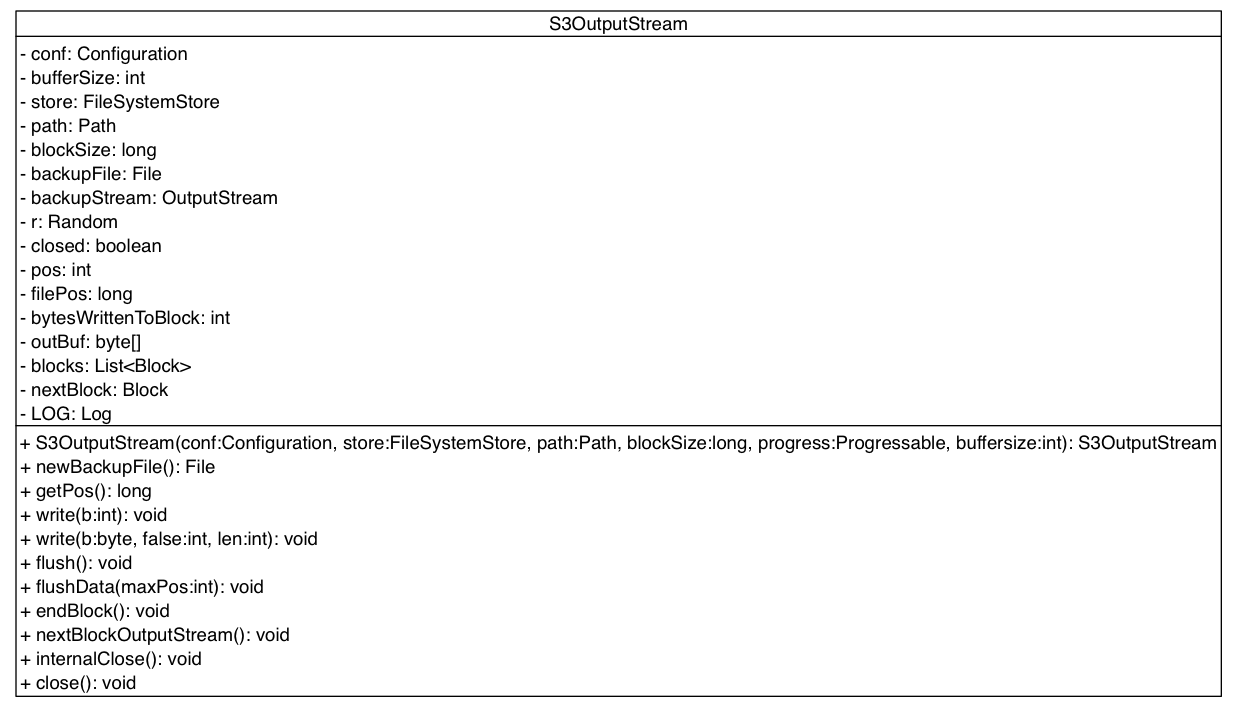 S3OutputStream
- conf: Configuration
- bufferSize: int
- store: FileSystemStore
- path: Path
- blockSize: long
- backupFile: File
- backupStream: OutputStream
- r: Random
- closed: boolean
- pos: int
- filePos: long
- bytesWrittenToBlock: int
- outBuf: byte[]
- blocks: List<Block>
- nextBlock: Block
- LOG: Log
+ S3OutputStream(conf:Configuration, store:FileSystemStore, path:Path, blockSize:long, progress:Progressable, buffersize:int): S3OutputStream
+ newBackupFile(): File
+ getPos(): long
+ write(b:int): void
+ write(b:byte, false:int, len:int): void
+ flush(): void
+ flushData(maxPos:int): void
+ endBlock(): void
+ nextBlockOutputStream(): void
+ internalClose(): void
+ close(): void